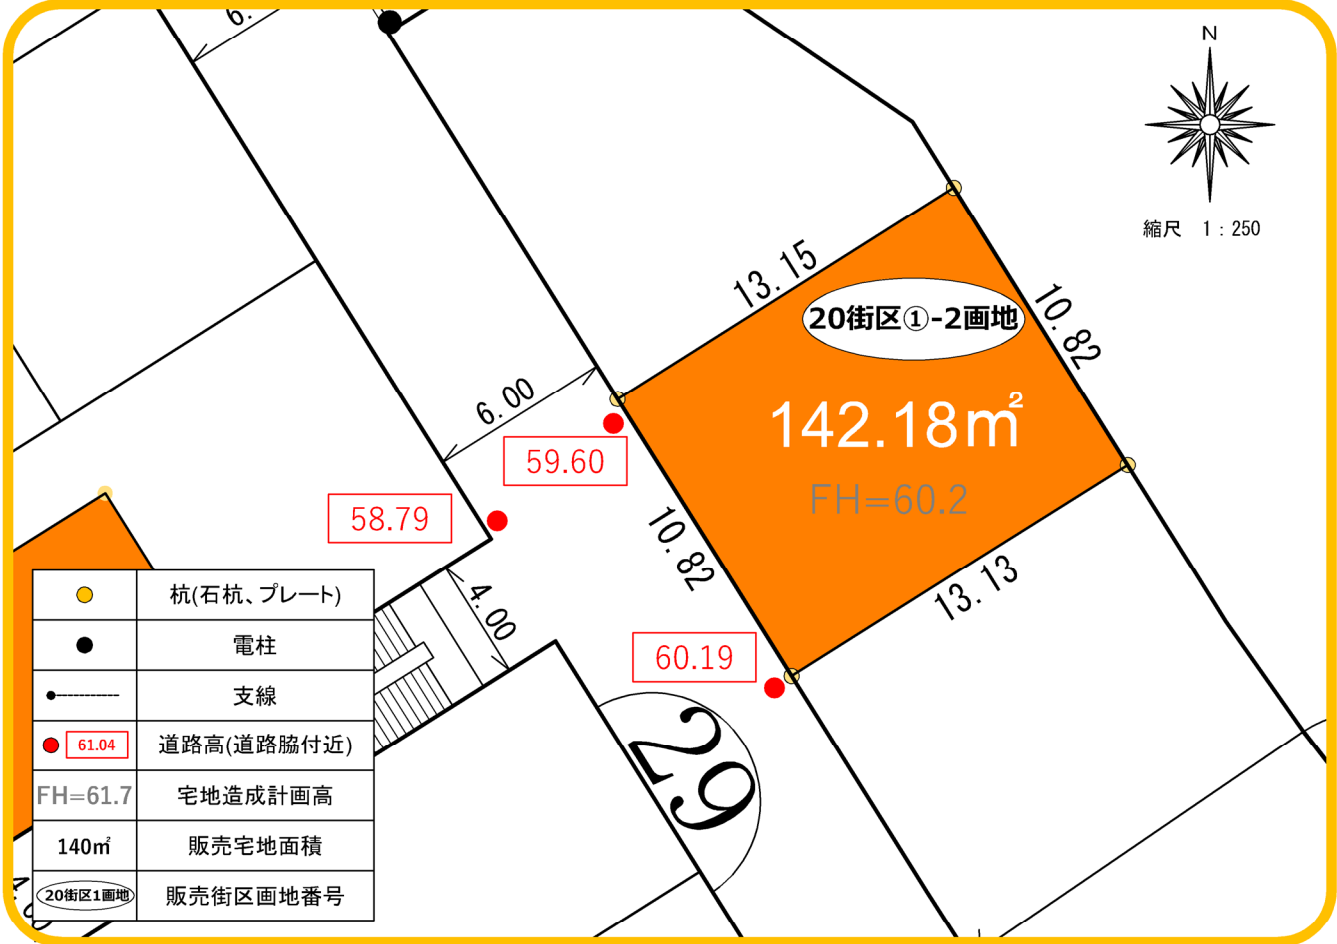 6.
N
縮尺 1：250
13.15
20街区①-2画地
10.82
142.18㎡
FH=60.2
6.00
59.60
58.79
10.82
13.13
4.00
60.19
29
杭(石杭、プレート)
電柱
支線
61.04 道路高(道路脇付近)
FH=61.7 宅地造成計画高
140㎡ 販売宅地面積
20街区1画地 販売街区画地番号